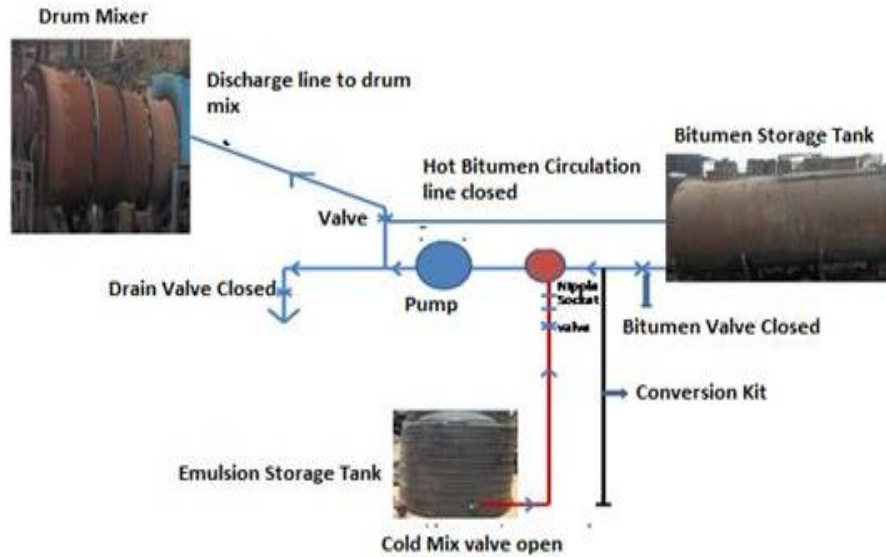 Drum Mixer
Discharge line to drum
mix
Bitumen Storage Tank
Hot Bitumen Circulation
line closed
Valve
Drain Valve Closed
Pump
Nipple
Socket
valve
Bitumen Valve Closed
Conversion Kit
Emulsion Storage Tank
Cold Mix valve open